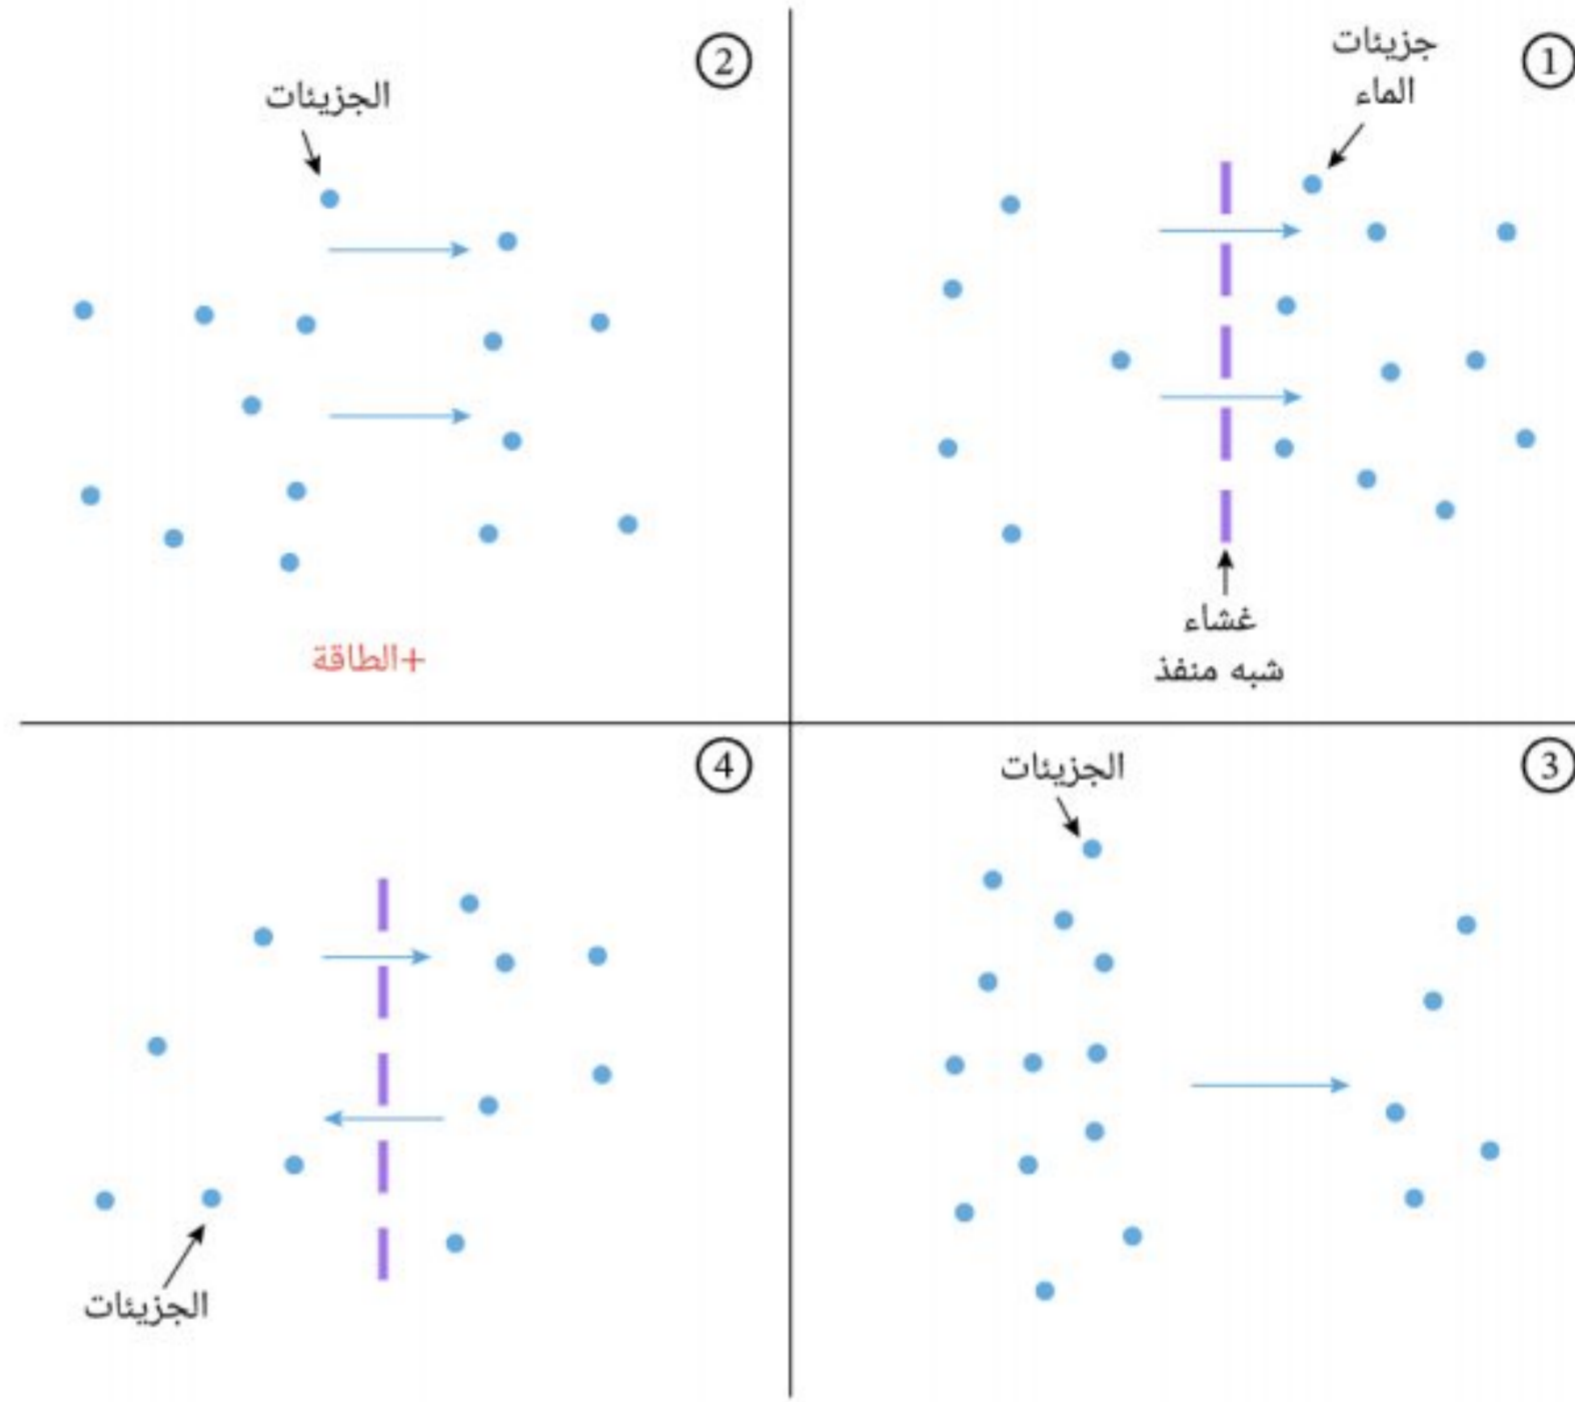 ①
جزيئات
الماء
غشاء
شبه منفذ
②
الجزيئات
+الطاقة
③
الجزيئات
④
الجزيئات